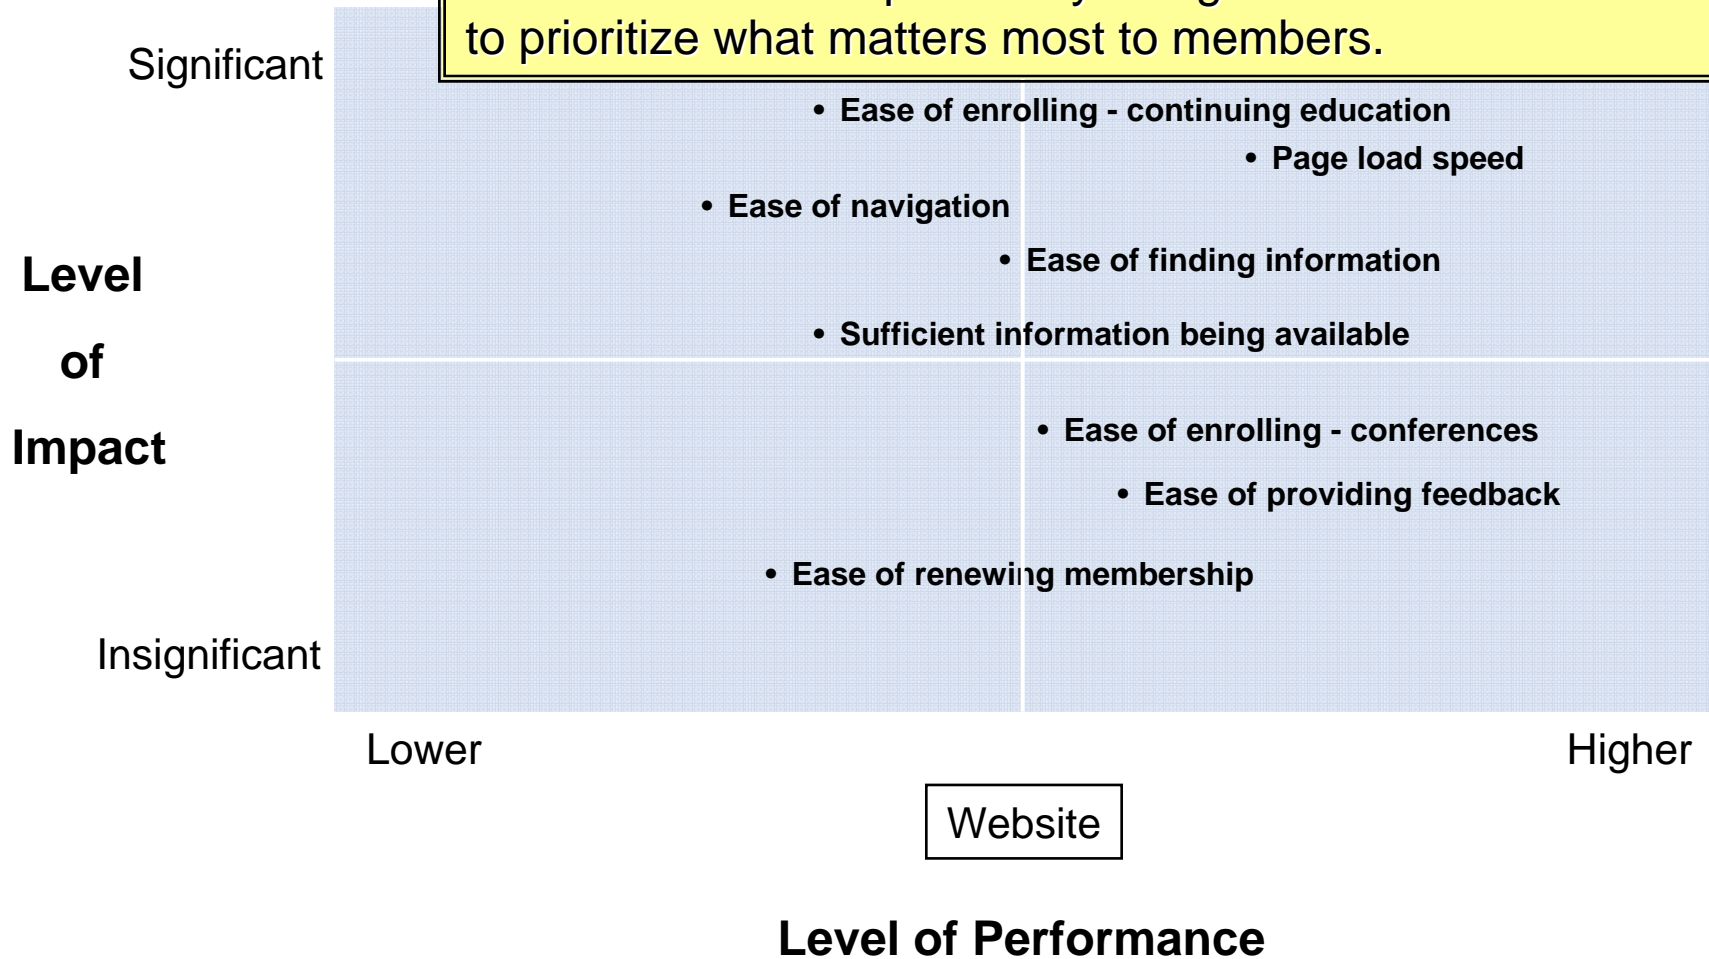 to prioritize what matters most to members.
Significant
• Ease of enrolling - continuing education
• Page load speed
• Ease of navigation
• Ease of finding information
• Sufficient information being available
Level
of
Impact
• Ease of enrolling - conferences
• Ease of providing feedback
• Ease of renewing membership
Insignificant
Lower
Higher
Website
Level of Performance